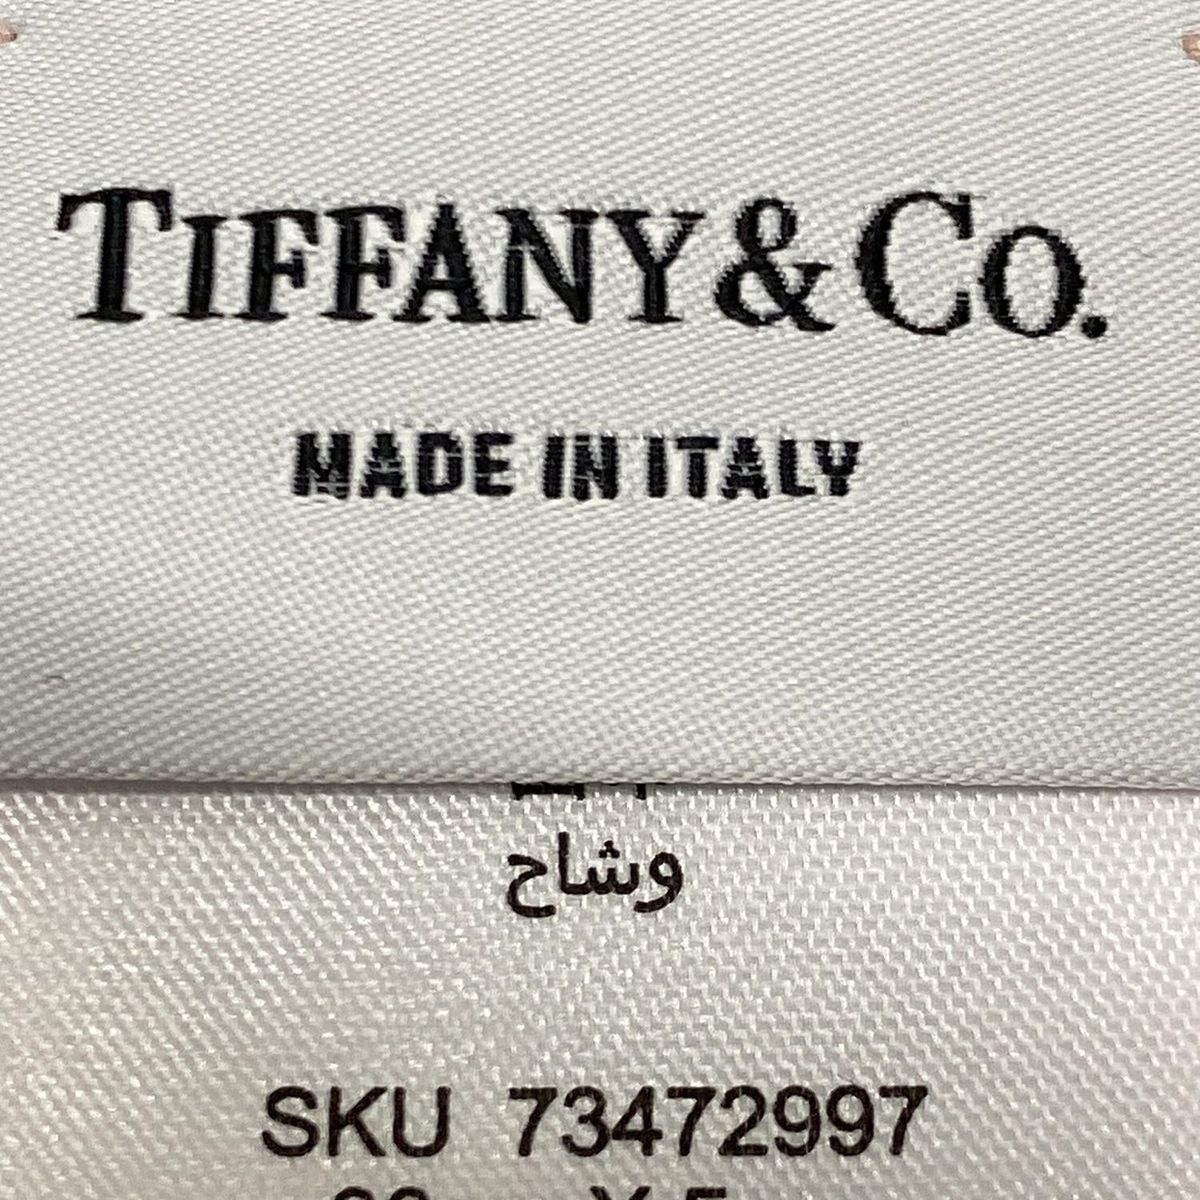 TIFFANY & CO.
MADE IN ITALY
وشاح
SKU 73472997